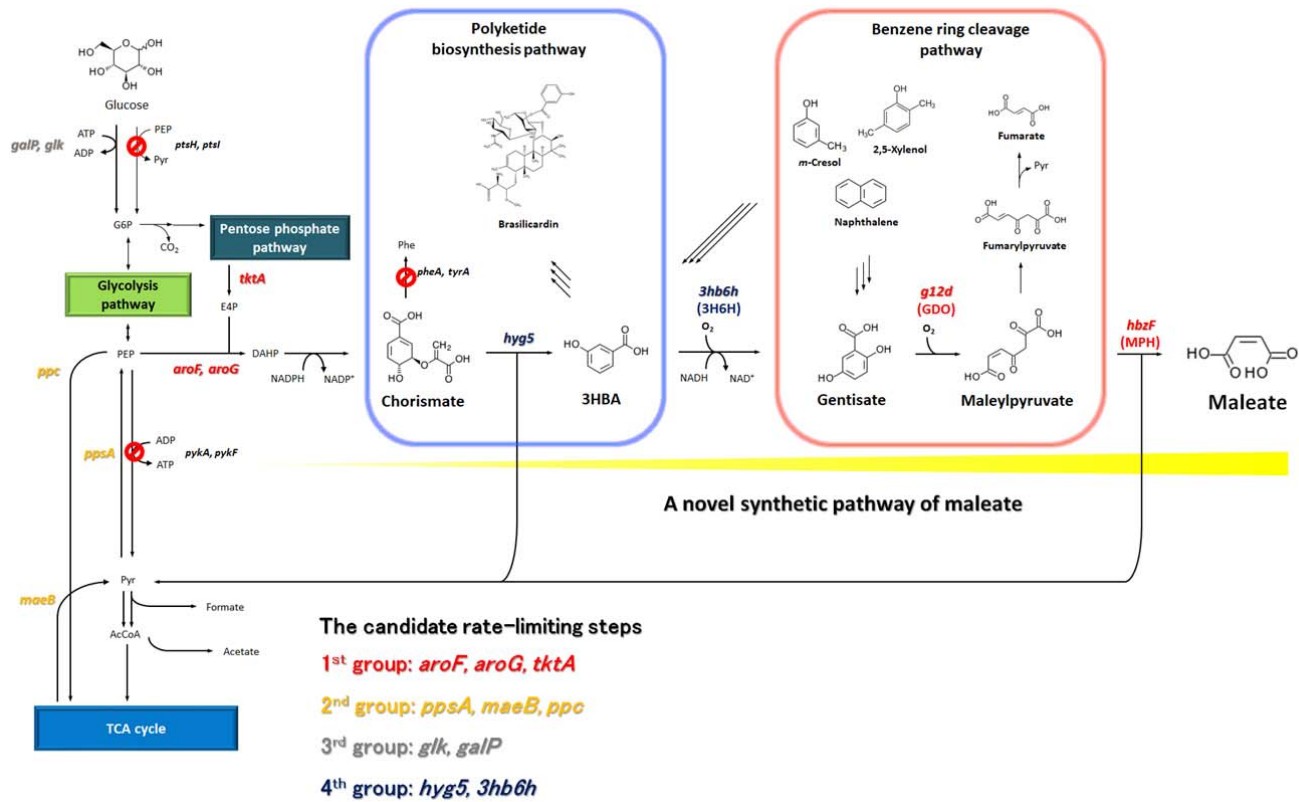 Glucose
ATP
ADP
galP, glk
PEP
Pyr
ptsH, ptsI
G6P
CO2
Pentose phosphate
pathway
tktA
E4P
Glycolysis
pathway
PEP
DAHP
aroF, aroG
NADPH
NADP+
ppc
ppsA
ADP
ATP
pykA, pykF
Pyr
maeB
Formate
AcCoA
Acetate
TCA cycle
Polyketide
biosynthesis pathway
Brasilicardin
Phe
pheA, tyrA
Chorismate
hyg5
3HBA
3hb6h
(3H6H)
O2
NADH
NAD+
Benzene ring cleavage
pathway
m-Cresol
2,5-Xylenol
Naphthalene
Fumarate
Pyr
Fumarylpyruvate
Gentisate
g12d
(GDO)
O2
Maleylpyruvate
hbzF
(MPH)
Maleate
A novel synthetic pathway of maleate
The candidate rate-limiting steps
1st group: aroF, aroG, tktA
2nd group: ppsA, maeB, ppc
3rd group: glk, galP
4th group: hyg5, 3hb6h